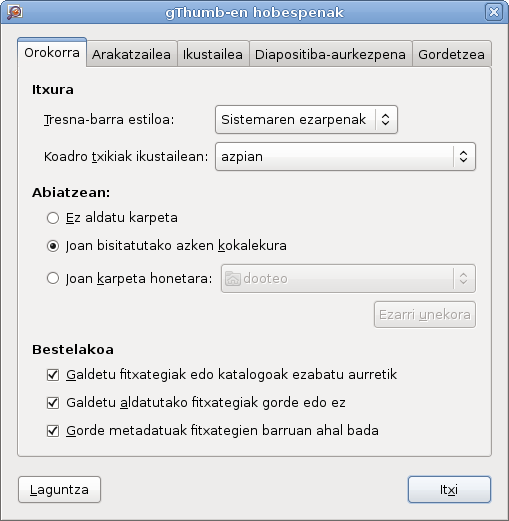 gThumb-en hobespenak
Orokorra Arakatzailea Ikustailea Diapositiba-aurkezpena Gordetzea
Itxura
Tresna-barra estiloa: Sistemaren ezarpenak
Koadro txikiak ikustailean: azpian
Abiatzean:
Ez aldatu karpeta
Joan bisitatutako azken kokalekura
Joan karpeta honetara: dooteo
Ezarri unekora
Bestelakoa
Galdetu fitxategiak edo katalogoak ezabatu aurretik
Galdetu aldatutako fitxategiak gorde edo ez
Gorde metadatuak fitxategien barruan ahal bada
Laguntza Itxi